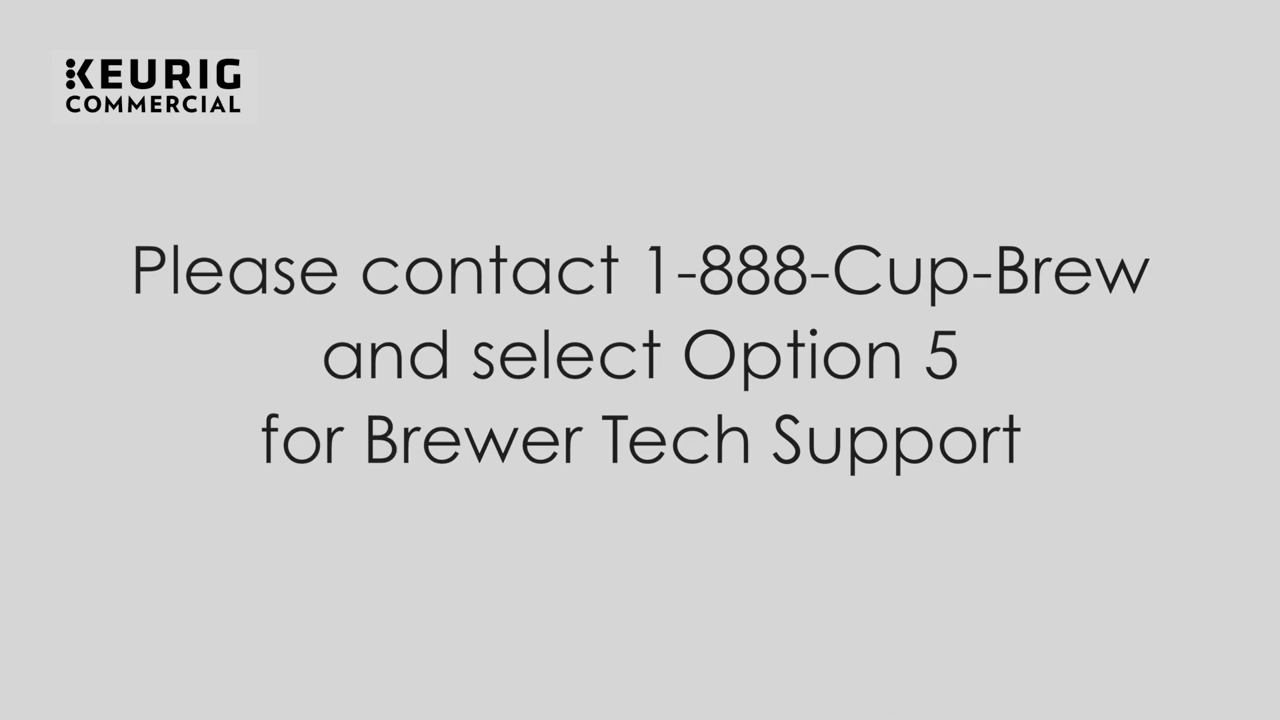 KEURIG
COMMERCIAL
Please contact 1-888-Cup-Brew
and select Option 5
for Brewer Tech Support